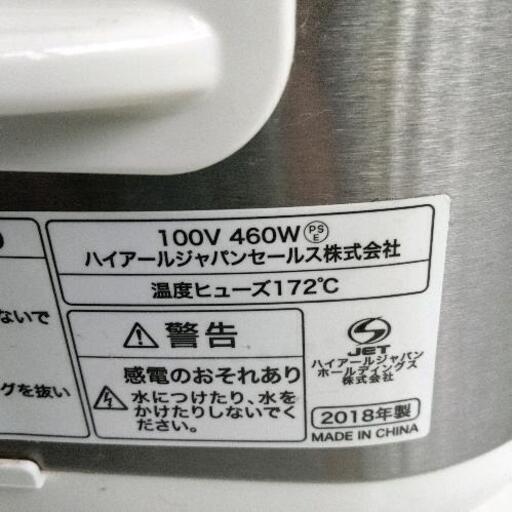 100V 460W PSE
ハイアールジャパンセールス株式会社
温度ヒューズ172℃
ないで
グを抜い
警告
感電のおそれあり
水につけたり、水を
かけたりしないでく
ださい。
JET
ハイアールジャパン
ホールディングス
株式会社
2018年製
MADE IN CHINA